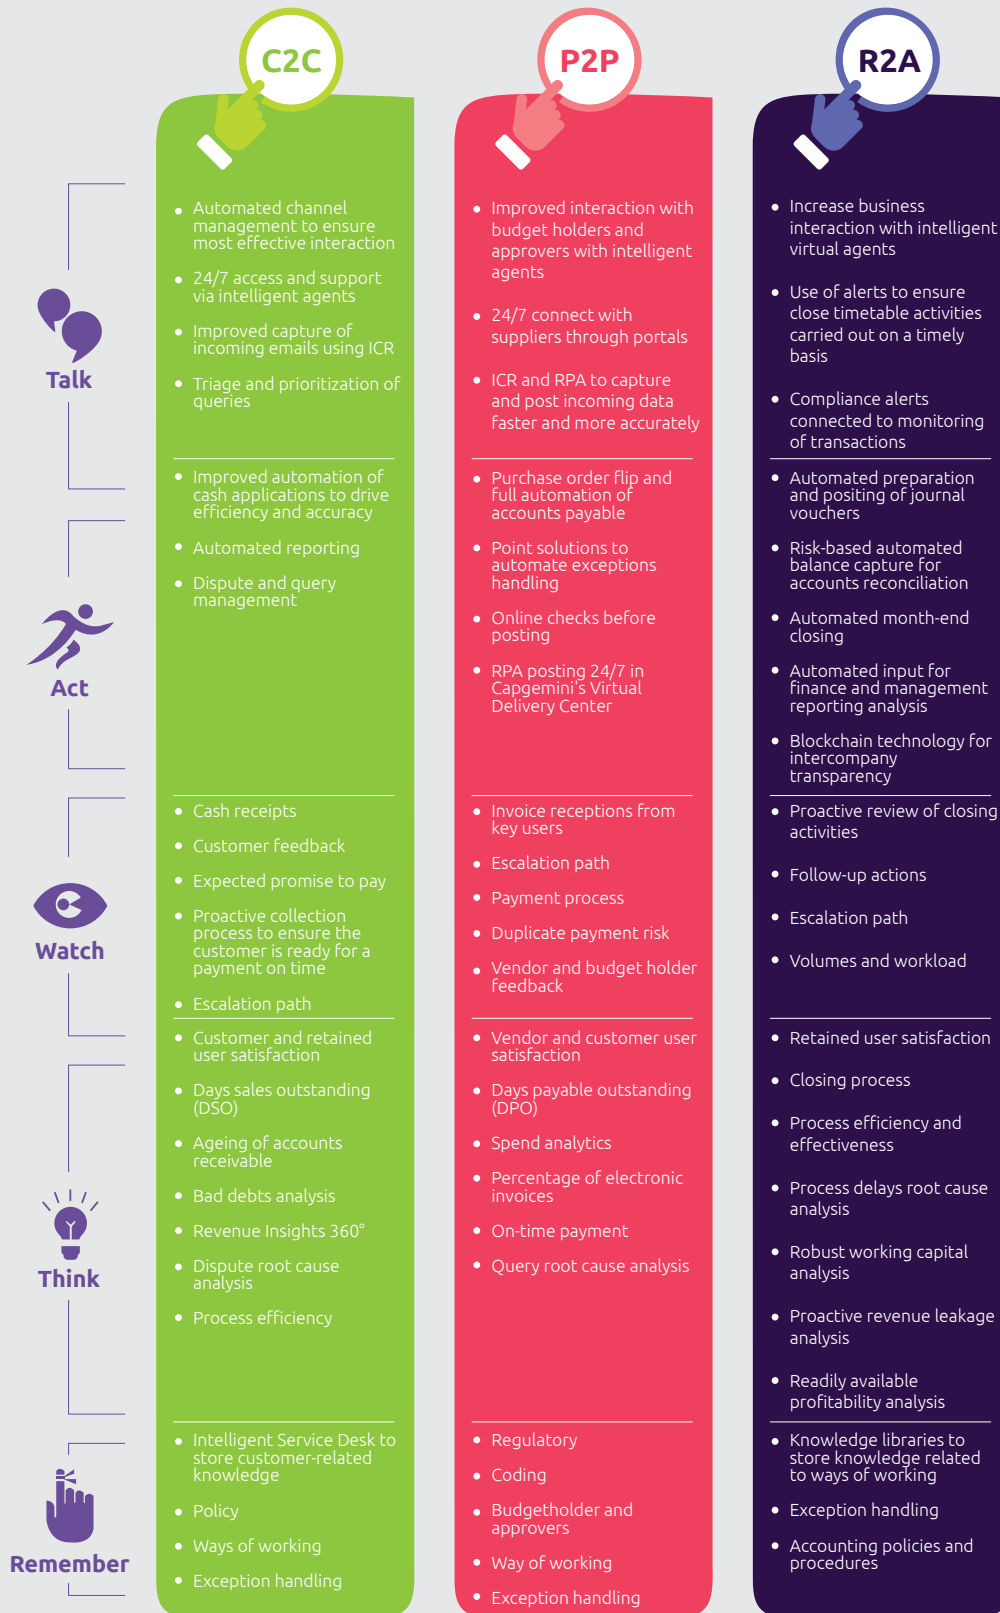 C2C
P2P
R2A
Talk
Automated channel
management to ensure
most effective interaction
24/7 access and support
via intelligent agents
Improved capture of
incoming emails using ICR
Triage and prioritization of
queries
Improved interaction with
budget holders and
approvers with intelligent
agents
24/7 connect with
suppliers through portals
ICR and RPA to capture
and post incoming data
faster and more accurately
Increase business
interaction with intelligent
virtual agents
Use of alerts to ensure
close timetable activities
carried out on a timely
basis
Compliance alerts
connected to monitoring
of transactions
Act
Improved automation of
cash applications to drive
efficiency and accuracy
Automated reporting
Dispute and query
management
Purchase order flip and
full automation of
accounts payable
Point solutions to
automate exceptions
handling
Online checks before
posting
RPA posting 24/7 in
Capgemini's Virtual
Delivery Center
Automated preparation
and positing of journal
vouchers
Risk-based automated
balance capture for
accounts reconciliation
Automated month-end
closing
Automated input for
finance and management
reporting analysis
Blockchain technology for
intercompany
transparency
Watch
Cash receipts
Customer feedback
Expected promise to pay
Proactive collection
process to ensure the
customer is ready for a
payment on time
Escalation path
Invoice receptions from
key users
Escalation path
Payment process
Duplicate payment risk
Vendor and budget holder
feedback
Proactive review of closing
activities
Follow-up actions
Escalation path
Volumes and workload
Think
Customer and retained
user satisfaction
Days sales outstanding
(DSO)
Ageing of accounts
receivable
Bad debts analysis
Revenue Insights 360°
Dispute root cause
analysis
Process efficiency
Vendor and customer user
satisfaction
Days payable outstanding
(DPO)
Spend analytics
Percentage of electronic
invoices
On-time payment
Query root cause analysis
Retained user satisfaction
Closing process
Process efficiency and
effectiveness
Process delays root cause
analysis
Robust working capital
analysis
Proactive revenue leakage
analysis
Readily available
profitability analysis
Remember
Intelligent Service Desk to
store customer-related
knowledge
Policy
Ways of working
Exception handling
Regulatory
Coding
Budgetholder and
approvers
Way of working
Exception handling
Knowledge libraries to
store knowledge related
to ways of working
Exception handling
Accounting policies and
procedures